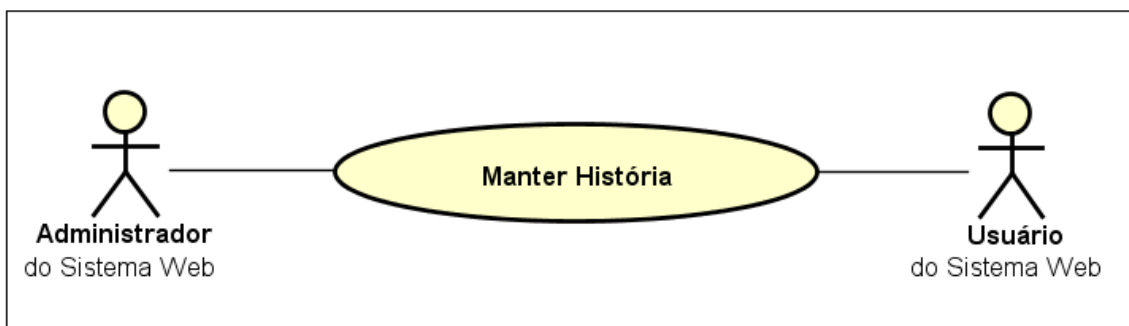 Manter História
Administrador
do Sistema Web
Usuário
do Sistema Web